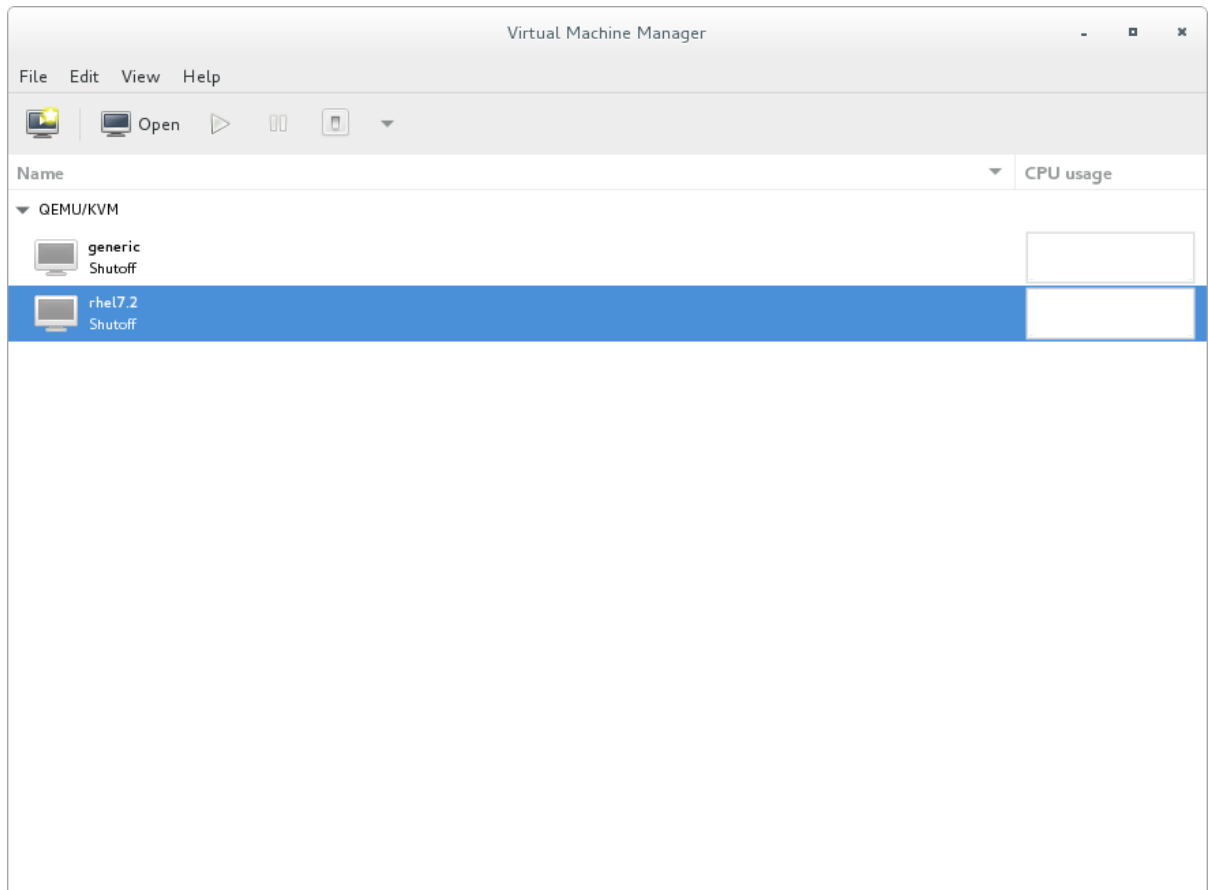 Virtual Machine Manager
File Edit View Help
Open
Name CPU usage
QEMU/KVM
generic
Shutoff
rhel7.2
Shutoff